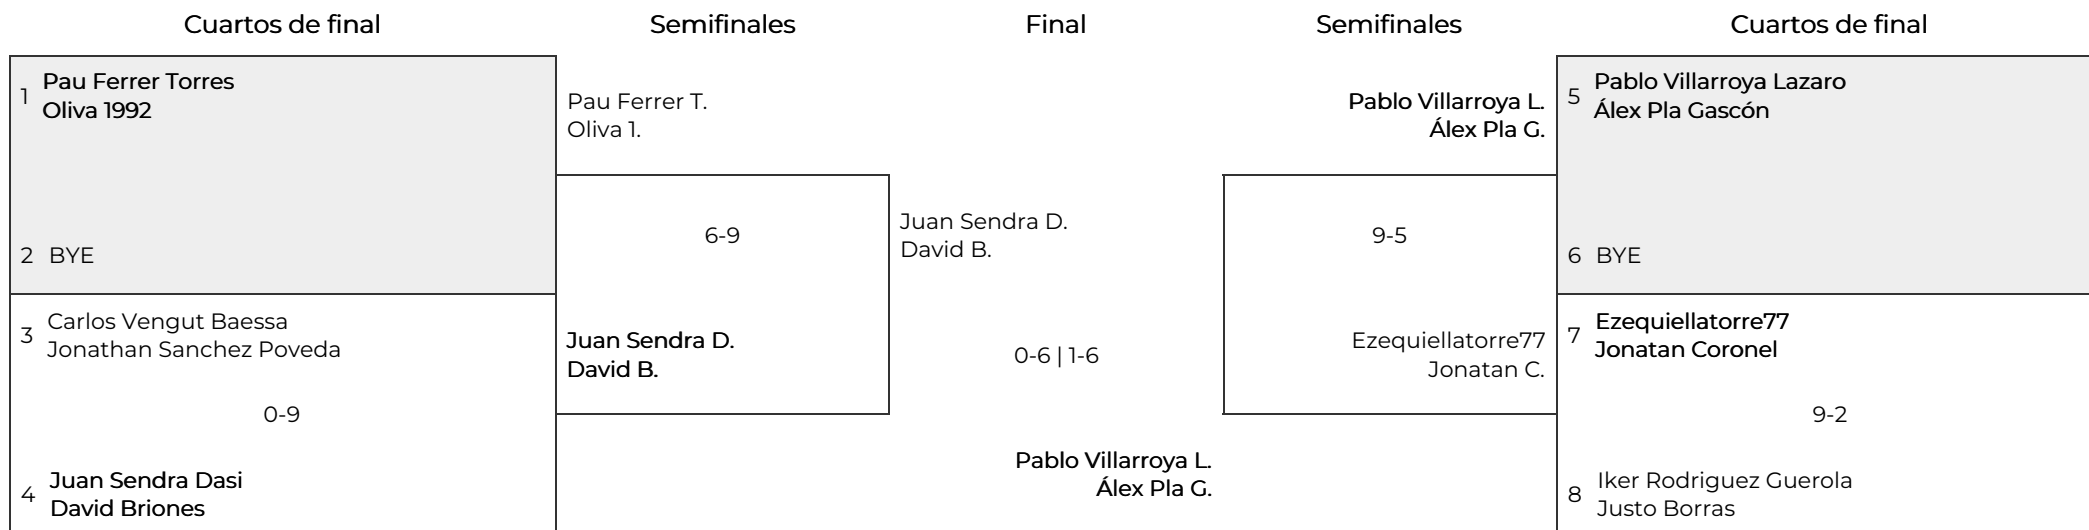 Cuartos de final
Semifinales
Final
Semifinales
Cuartos de final
1 Pau Ferrer Torres
Oliva 1992
2 BYE
3 Carlos Vengut Baessa
Jonathan Sanchez Poveda
0-9
4 Juan Sendra Dasi
David Briones
Pau Ferrer T.
Oliva 1.
6-9
Juan Sendra D.
David B.
Juan Sendra D.
David B.
0-6 | 1-6
Pablo Villarroya L.
Álex Pla G.
Pablo Villarroya L.
Álex Pla G.
9-5
Ezequiellatorre77
Jonatan C.
5 Pablo Villarroya Lazaro
Álex Pla Gascón
6 BYE
7 Ezequiellatorre77
Jonatan Coronel
9-2
8 Iker Rodriguez Guerola
Justo Borras